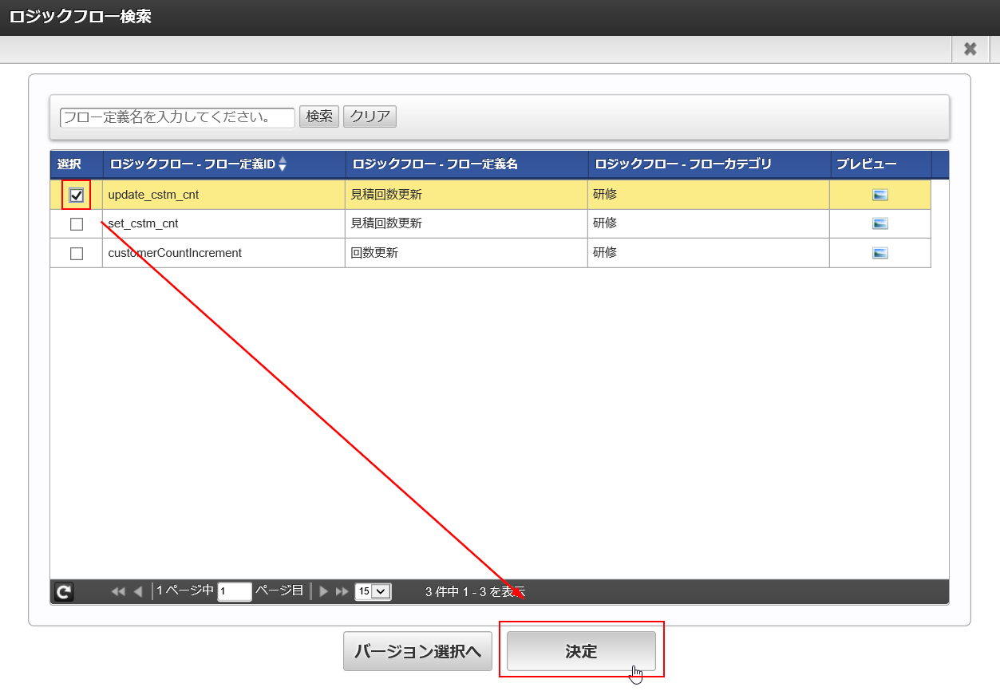 ロジックフロー検索
フロー定義名を入力してください。 検索 クリア
選択 ロジックフロー - フロー定義ID ロジックフロー - フロー定義名 ロジックフロー - フローカテゴリ プレビュー
update_cstm_cnt 見積回数更新 研修
set_cstm_cnt 見積回数更新 研修
customerCountIncrement 回数更新 研修
1 ページ中 1 ページ目 15 3 件中 1 - 3 を表示
バージョン選択へ 決定